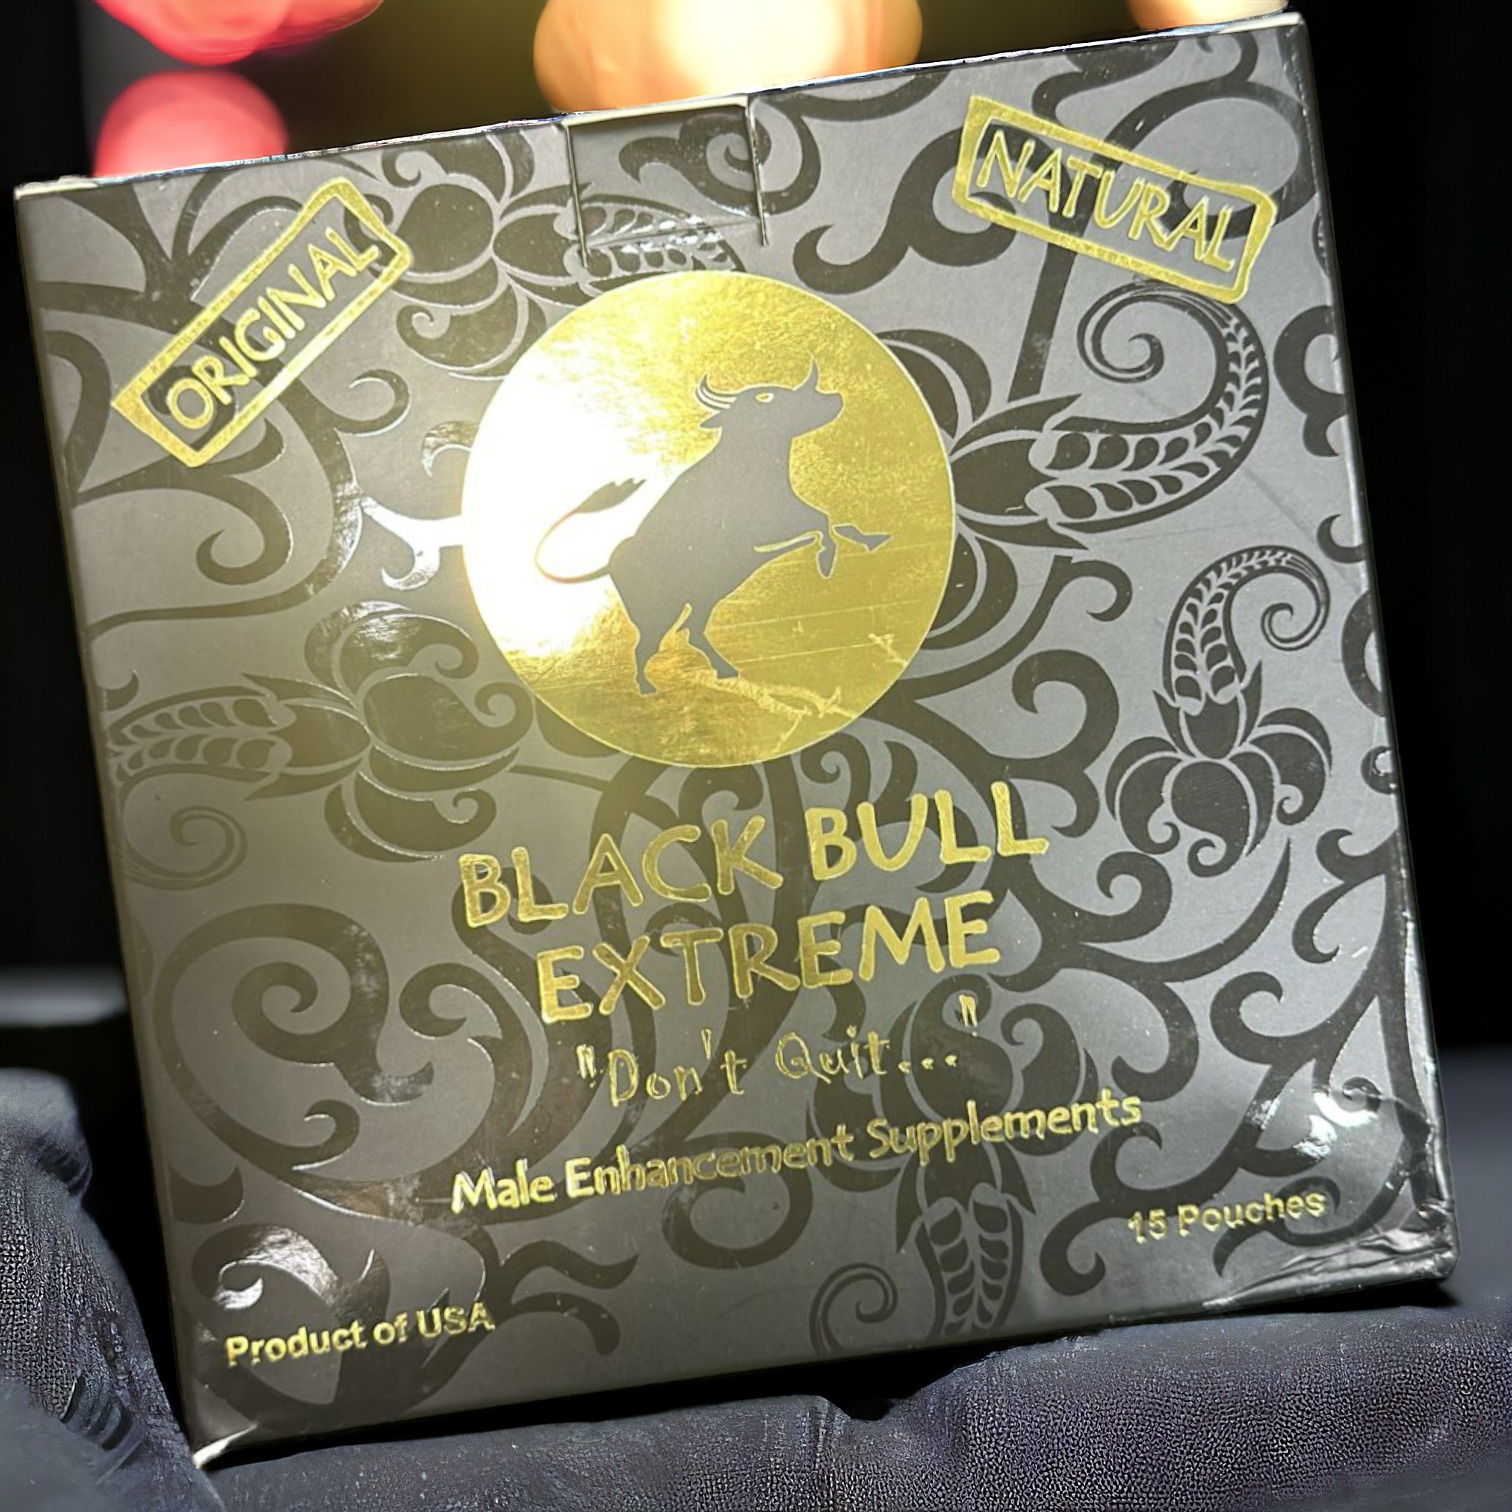 ORIGINAL
NATURAL
BLACK BULL
EXTREME
"Don't Quit..."
Male Enhancement Supplements
15 Pouches
Product of USA